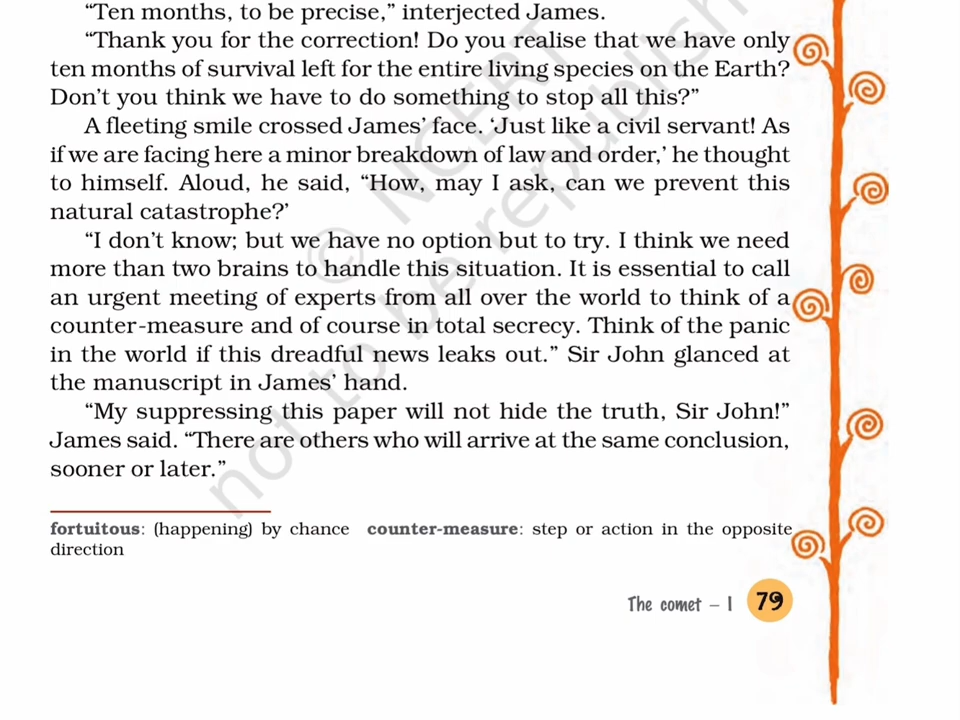 “Ten months, to be precise,” interjected James.
“Thank you for the correction! Do you realise that we have only
ten months of survival left for the entire living species on the Earth?
Don’t you think we have to do something to stop all this?”
A fleeting smile crossed James’ face. ‘Just like a civil servant! As
if we are facing here a minor breakdown of law and order,’ he thought
to himself. Aloud, he said, “How, may I ask, can we prevent this
natural catastrophe?’
“I don’t know; but we have no option but to try. I think we need
more than two brains to handle this situation. It is essential to call
an urgent meeting of experts from all over the world to think of a
counter-measure and of course in total secrecy. Think of the panic
in the world if this dreadful news leaks out.” Sir John glanced at
the manuscript in James’ hand.
“My suppressing this paper will not hide the truth, Sir John!”
James said. “There are others who will arrive at the same conclusion,
sooner or later.”
fortuitous: (happening) by chance counter-measure: step or action in the opposite
direction
The comet – I 79
© NCERT
not to be republish